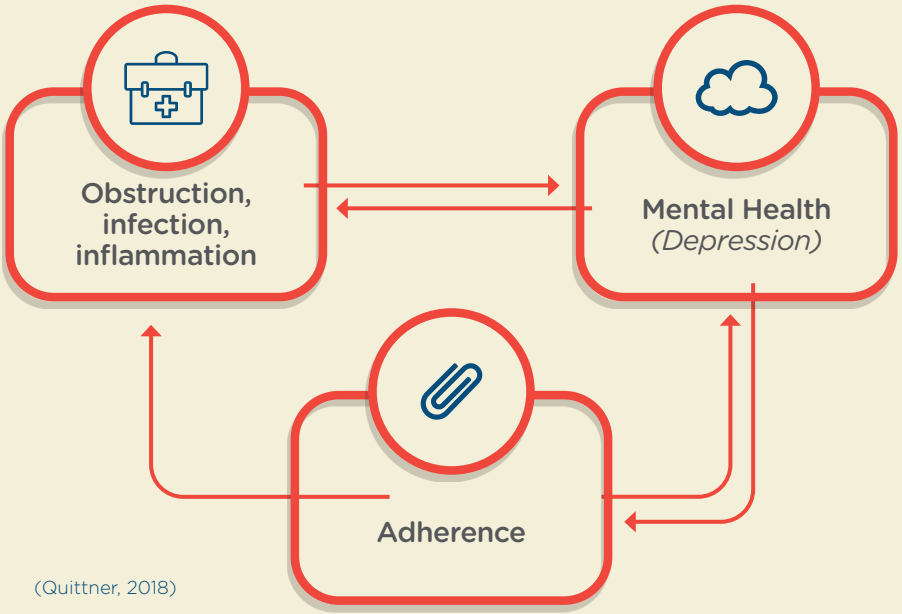 Obstruction,
infection,
inflammation
Mental Health
(Depression)
Adherence
(Quittner, 2018)